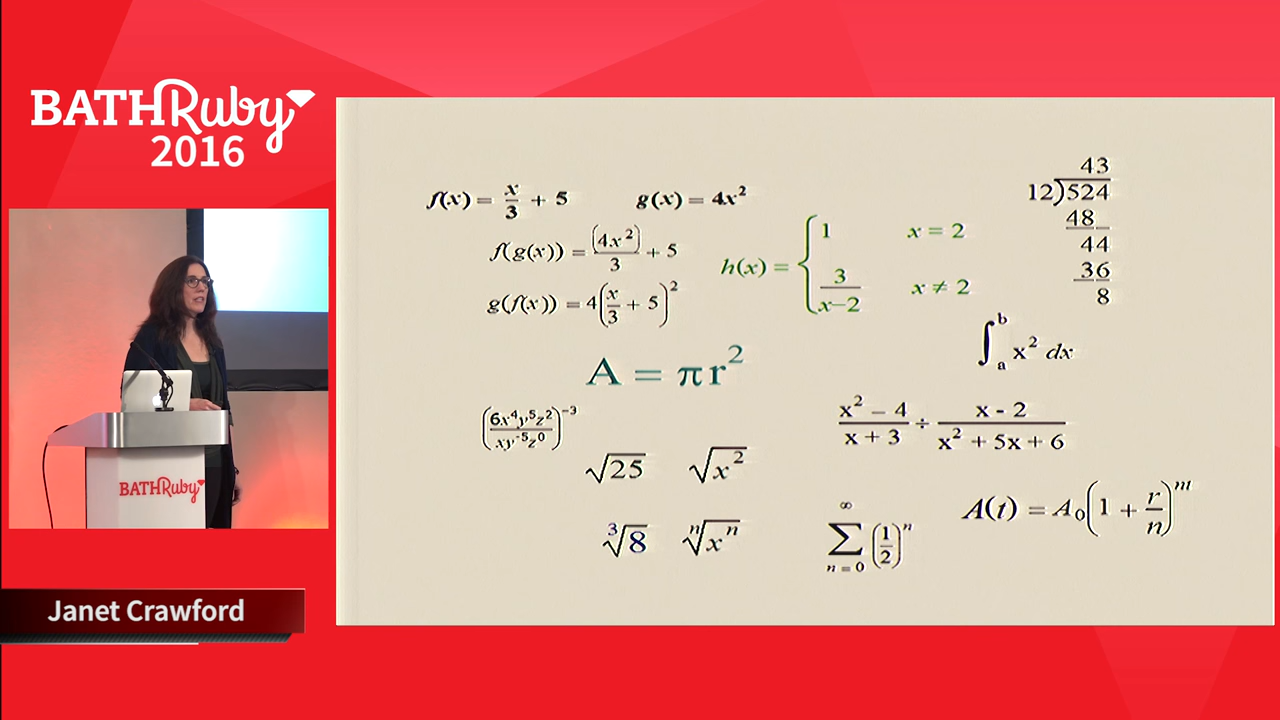 BATHRuby
2016
f(x) = x/3 + 5
g(x) = 4x²
f(g(x)) = (4x²)/3 + 5
g(f(x)) = 4(x/3 + 5)²
h(x) = { 1 x = 2
3/(x−2) x ≠ 2
43
12)524
48
44
36
8
∫ₐᵇ x² dx
A = πr²
(6x⁴y⁵z²/xy⁻⁵z⁰)⁻³
x² − 4/x + 3 ÷ x - 2/x² + 5x + 6
√25 √x²
A(t) = A₀(1 + r/n)ⁿᵗ
³√8 ⁿ√xⁿ
∞
∑ (1/2)ⁿ
n = 0
BATHRuby
Janet Crawford